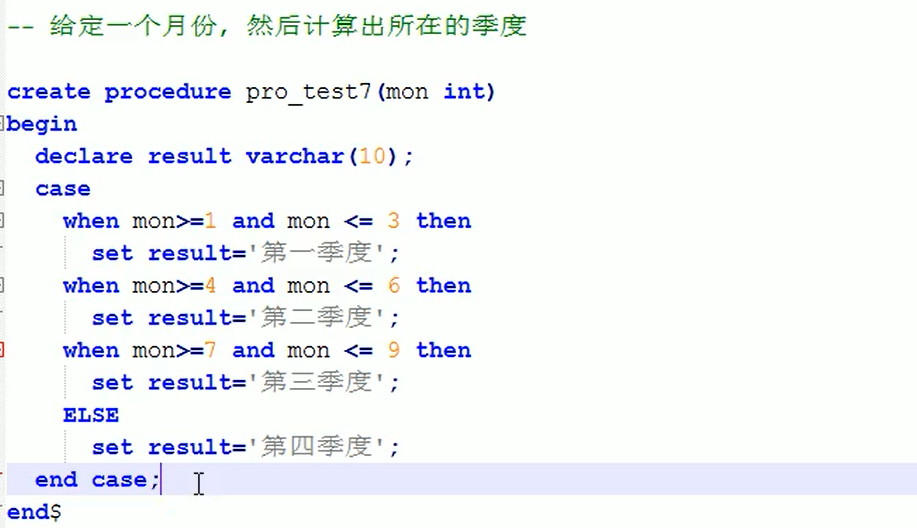 -- 给定一个月份, 然后计算出所在的季度
create procedure pro_test7(mon int)
begin
declare result varchar(10);
case
when mon>=1 and mon <= 3 then
set result='第一季度';
when mon>=4 and mon <= 6 then
set result='第二季度';
when mon>=7 and mon <= 9 then
set result='第三季度';
ELSE
set result='第四季度';
end case;
end$